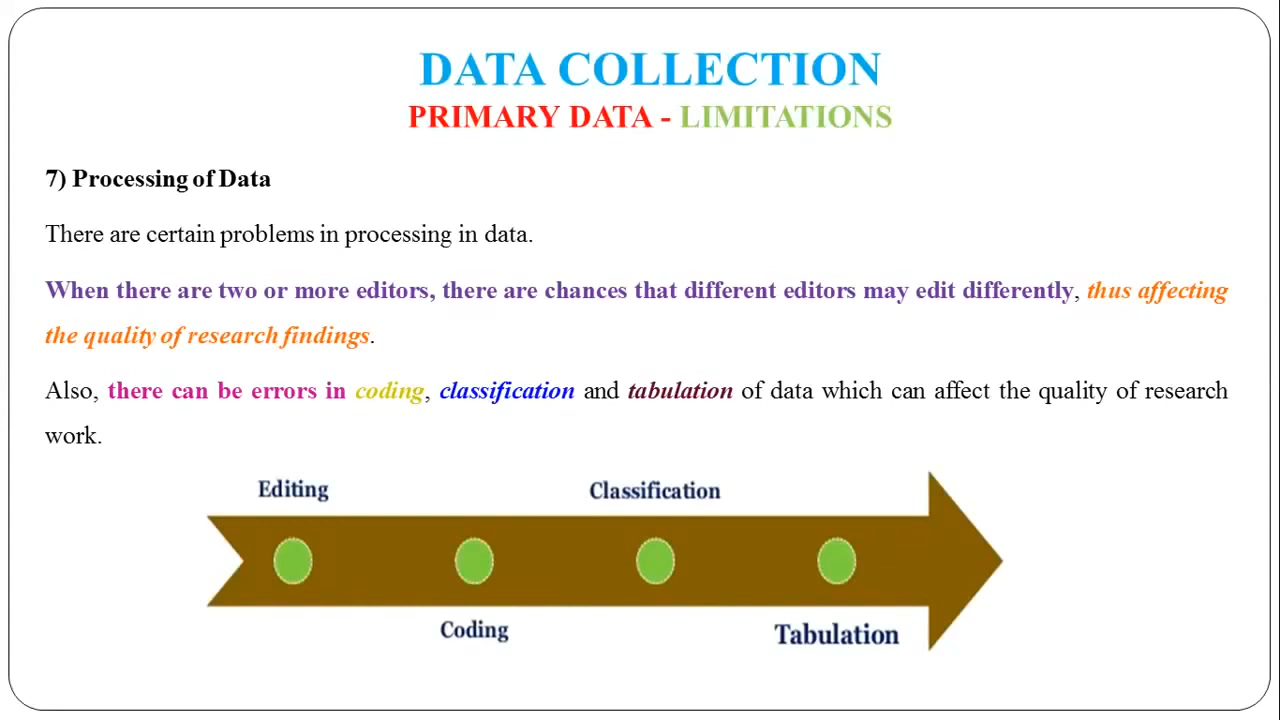 DATA COLLECTION
PRIMARY DATA - LIMITATIONS
7) Processing of Data
There are certain problems in processing in data.
When there are two or more editors, there are chances that different editors may edit differently, thus affecting
the quality of research findings.
Also, there can be errors in coding, classification and tabulation of data which can affect the quality of research
work.
Editing
Classification
Coding
Tabulation